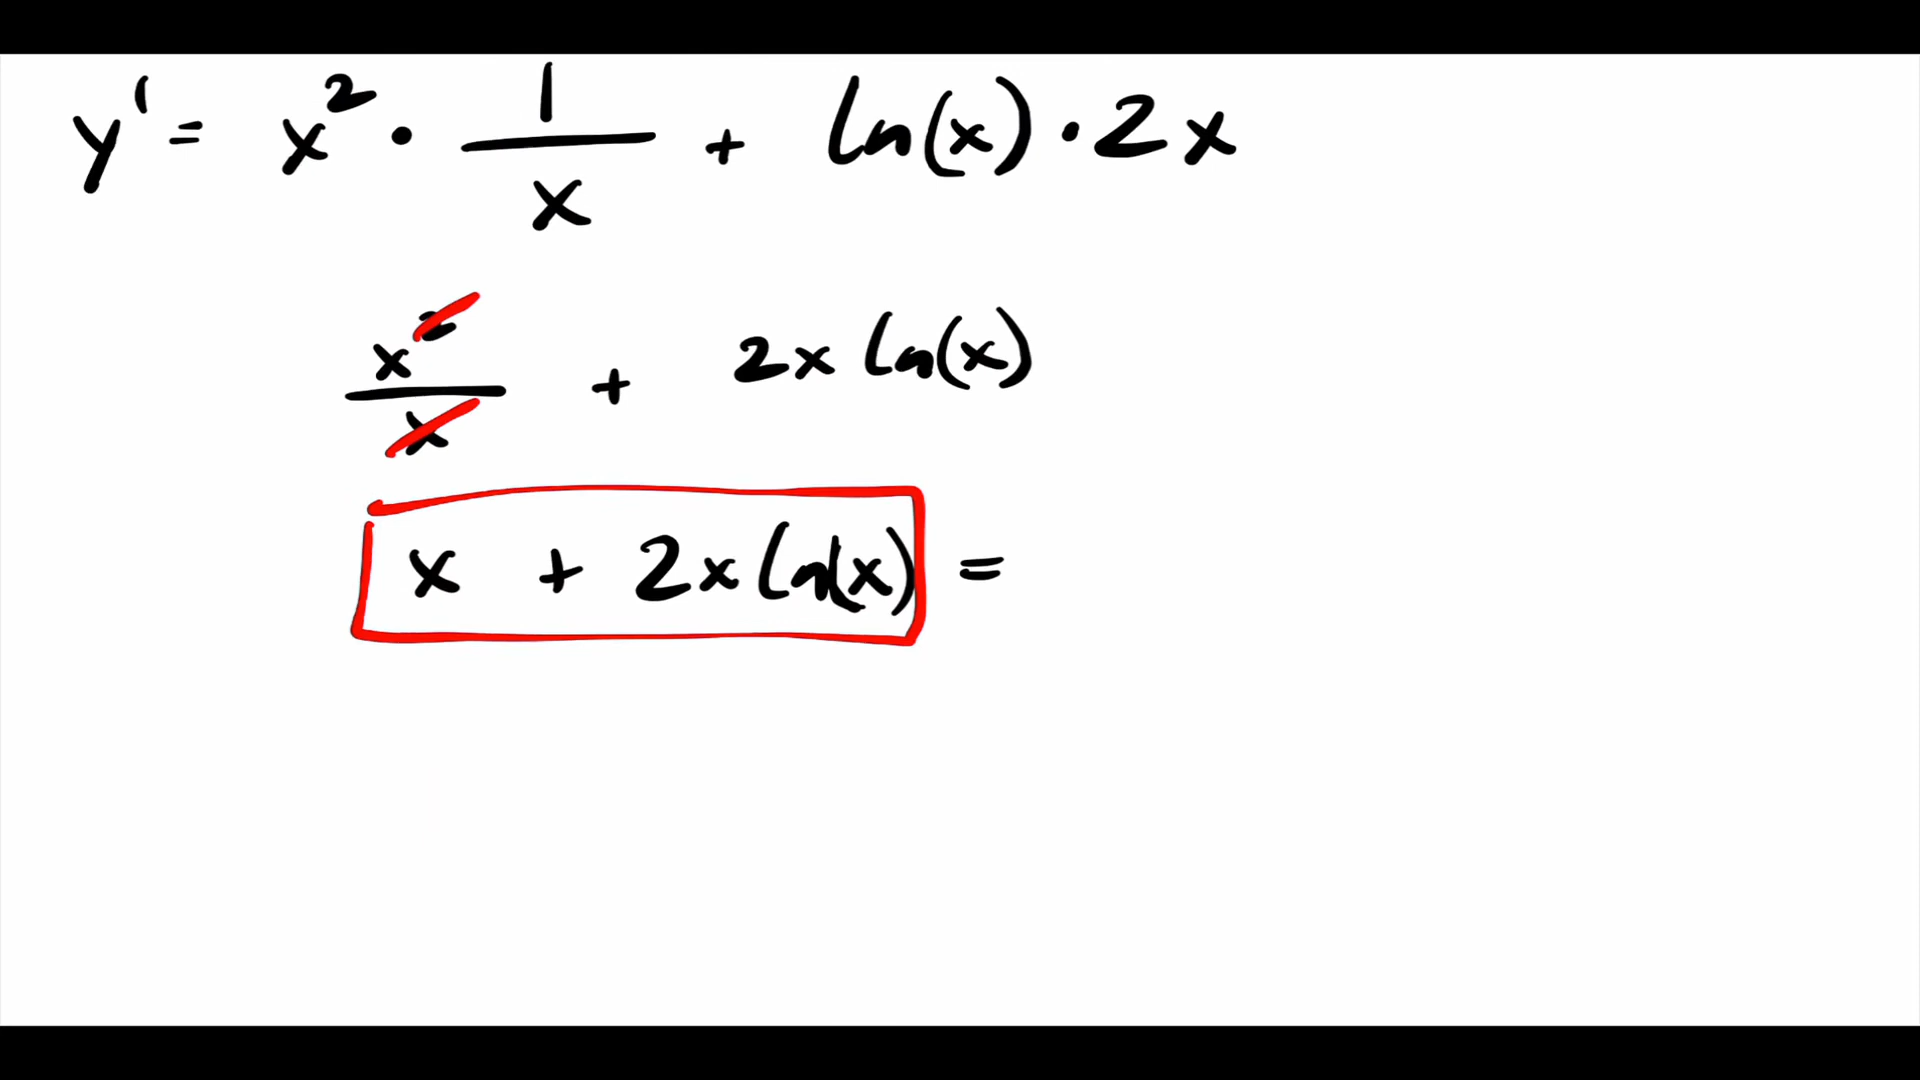 y' = x² · 1/x + ln(x) · 2x
x²/x + 2x ln(x)
x + 2x ln(x) =